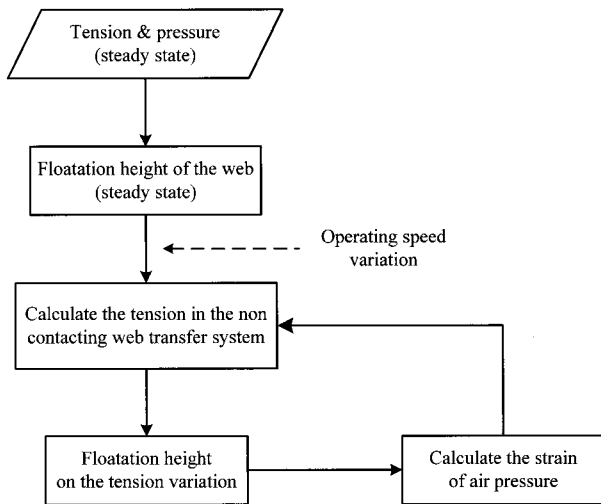 Tension & pressure
(steady state)
Floatation height of the web
(steady state)
Operating speed
variation
Calculate the tension in the non
contacting web transfer system
Floatation height
on the tension variation
Calculate the strain
of air pressure